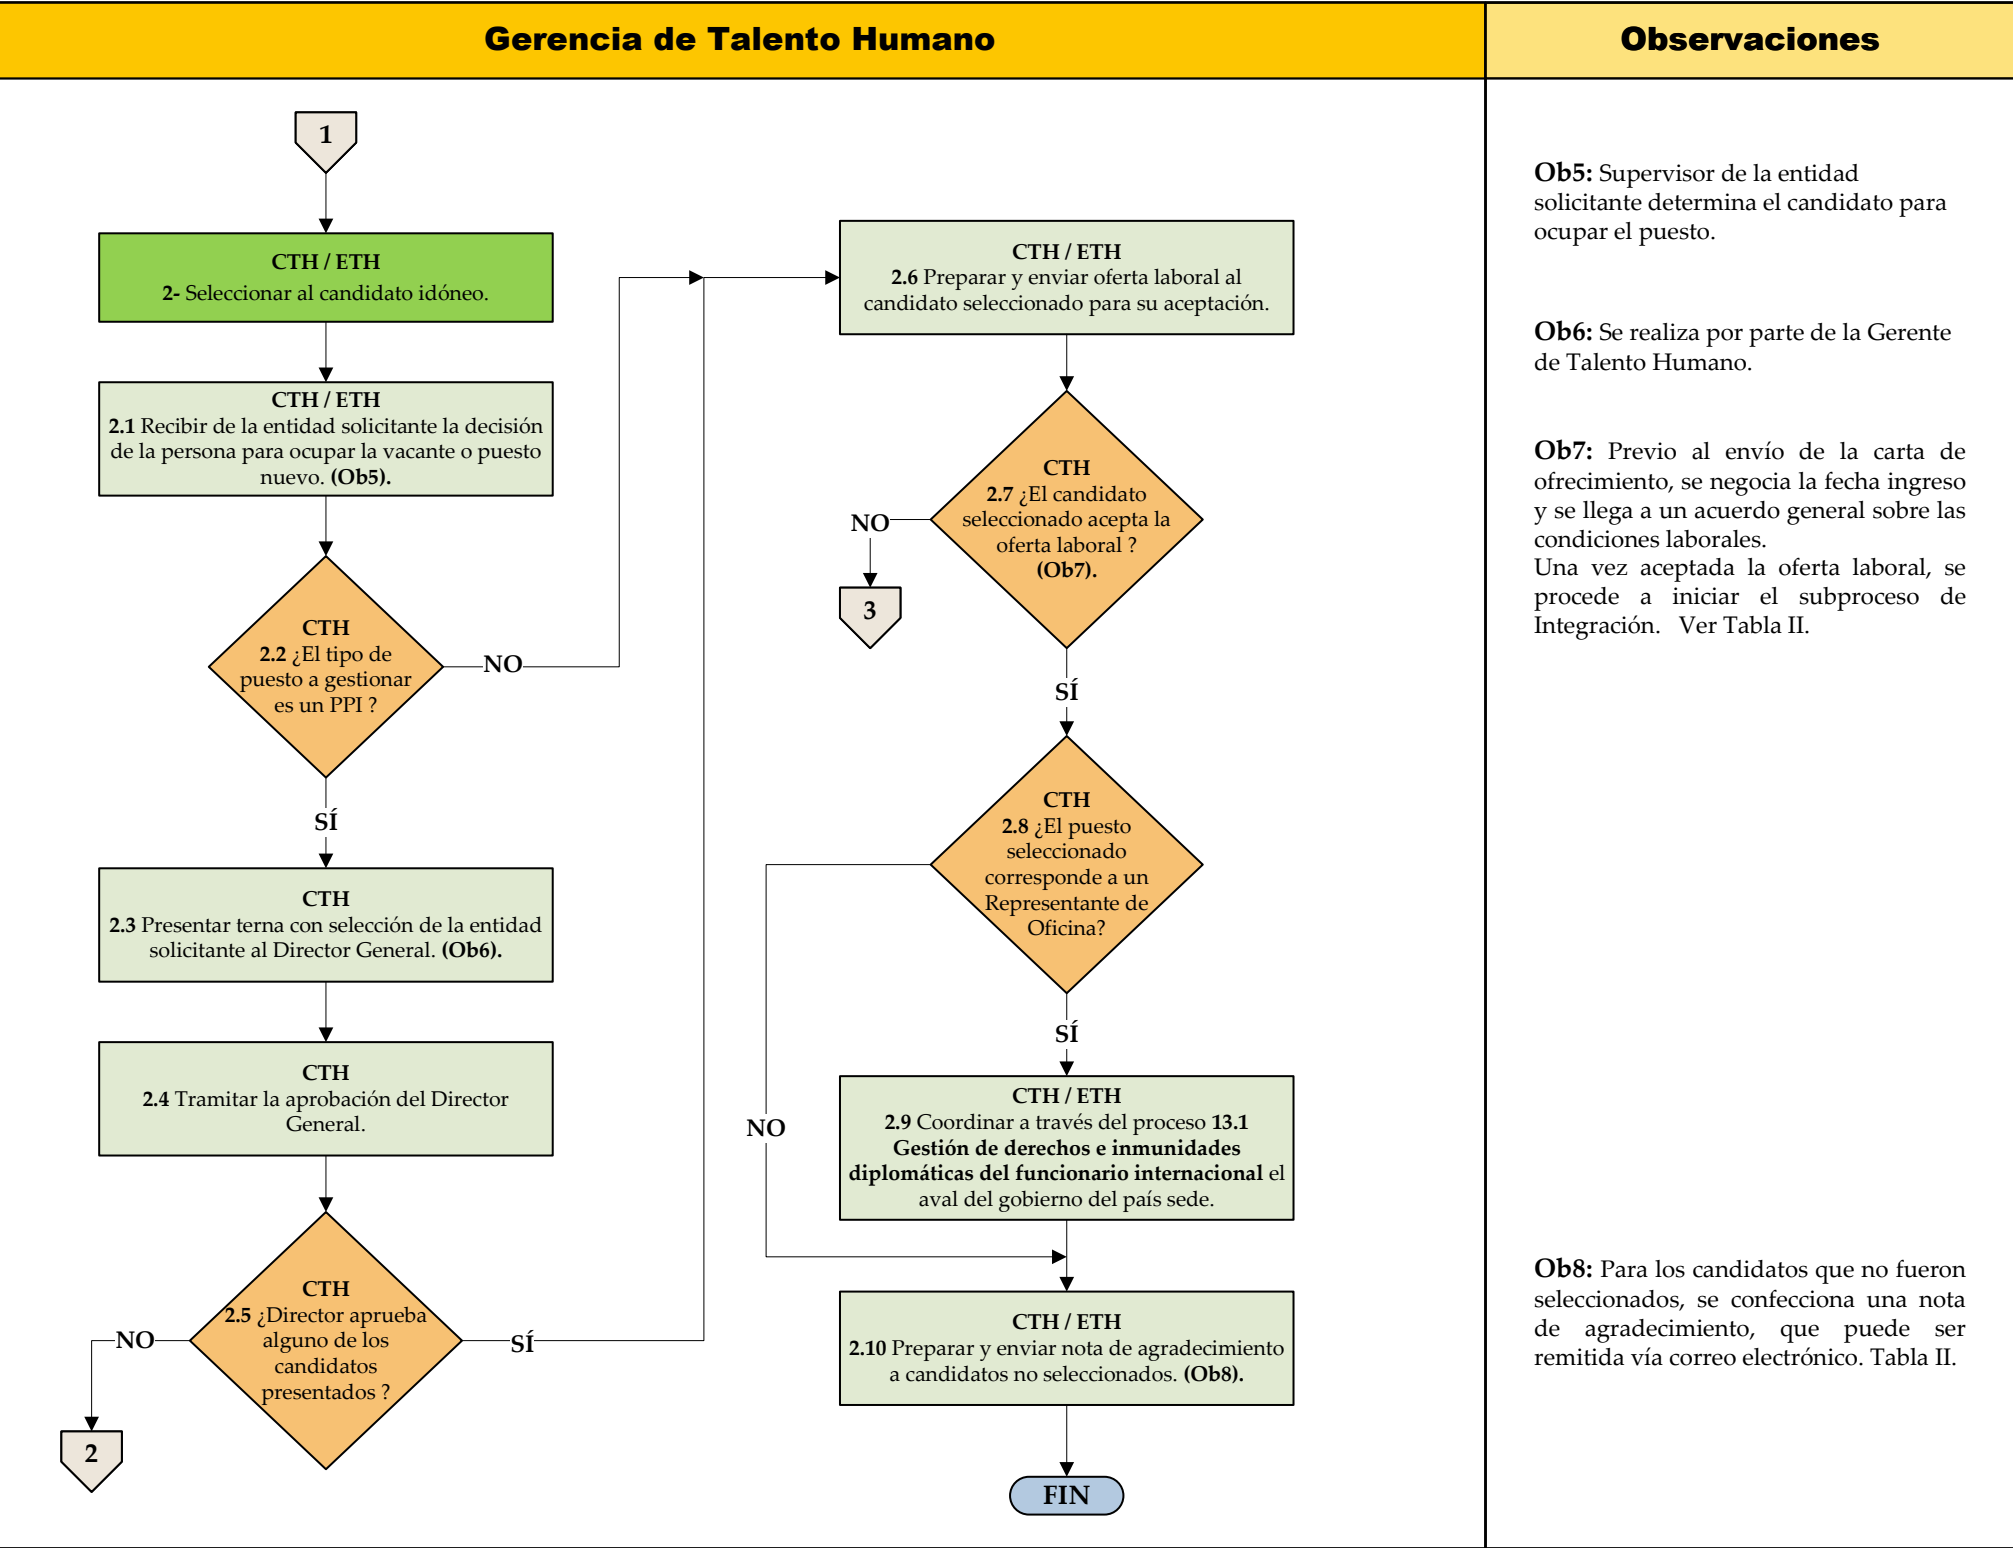 Gerencia de Talento Humano
Observaciones
1
CTH / ETH
2- Seleccionar al candidato idóneo.
CTH / ETH
2.1 Recibir de la entidad solicitante la decisión
de la persona para ocupar la vacante o puesto
nuevo. (Ob5).
CTH
2.2 ¿El tipo de
puesto a gestionar
es un PPI ?
NO
SÍ
CTH
2.3 Presentar terna con selección de la entidad
solicitante al Director General. (Ob6).
CTH
2.4 Tramitar la aprobación del Director
General.
CTH
2.5 ¿Director aprueba
alguno de los
candidatos
presentados ?
NO
SÍ
2
CTH / ETH
2.6 Preparar y enviar oferta laboral al
candidato seleccionado para su aceptación.
CTH
2.7 ¿El candidato
seleccionado acepta la
oferta laboral ?
(Ob7).
NO
3
SÍ
CTH
2.8 ¿El puesto
seleccionado
corresponde a un
Representante de
Oficina?
SÍ
NO
CTH / ETH
2.9 Coordinar a través del proceso 13.1
Gestión de derechos e inmunidades
diplomáticas del funcionario internacional el
aval del gobierno del país sede.
CTH / ETH
2.10 Preparar y enviar nota de agradecimiento
a candidatos no seleccionados. (Ob8).
FIN
Ob5: Supervisor de la entidad
solicitante determina el candidato para
ocupar el puesto.
Ob6: Se realiza por parte de la Gerente
de Talento Humano.
Ob7: Previo al envío de la carta de
ofrecimiento, se negocia la fecha ingreso
y se llega a un acuerdo general sobre las
condiciones laborales.
Una vez aceptada la oferta laboral, se
procede a iniciar el subproceso de
Integración. Ver Tabla II.
Ob8: Para los candidatos que no fueron
seleccionados, se confecciona una nota
de agradecimiento, que puede ser
remitida vía correo electrónico. Tabla II.